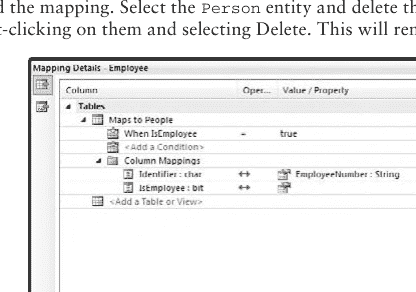 d the mapping. Select the Person entity and delete th
t-clicking on them and selecting Delete. This will ren
Mapping Details - Employee
Column Oper... Value / Property
Tables
Maps to People
When IsEmployee = true
<Add a Condition>
Column Mappings
Identifier : char ↔ EmployeeNumber : String
IsEmployee : bit ↔
<Add a Table or View>